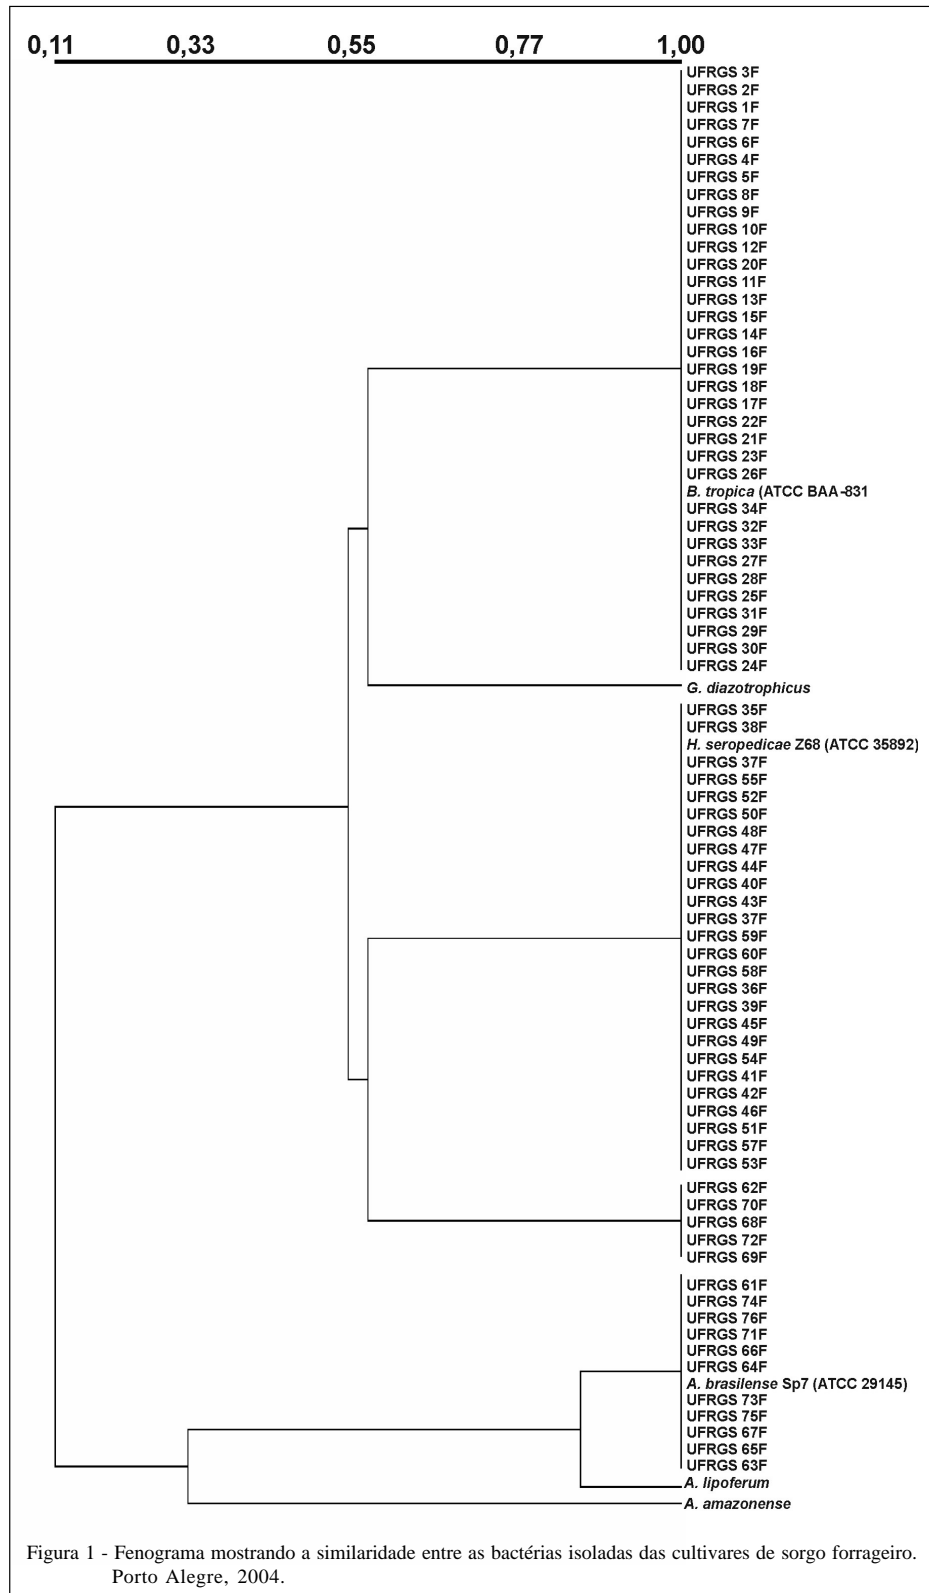 0,11 0,33 0,55 0,77 1,00
UFRGS 3F
UFRGS 2F
UFRGS 1F
UFRGS 7F
UFRGS 6F
UFRGS 4F
UFRGS 5F
UFRGS 8F
UFRGS 9F
UFRGS 10F
UFRGS 12F
UFRGS 20F
UFRGS 11F
UFRGS 13F
UFRGS 15F
UFRGS 14F
UFRGS 16F
UFRGS 19F
UFRGS 18F
UFRGS 17F
UFRGS 22F
UFRGS 21F
UFRGS 23F
UFRGS 26F
B. tropica (ATCC BAA-831
UFRGS 34F
UFRGS 32F
UFRGS 33F
UFRGS 27F
UFRGS 28F
UFRGS 25F
UFRGS 31F
UFRGS 29F
UFRGS 30F
UFRGS 24F
G. diazotrophicus
UFRGS 35F
UFRGS 38F
H. seropedicae Z68 (ATCC 35892)
UFRGS 37F
UFRGS 55F
UFRGS 52F
UFRGS 50F
UFRGS 48F
UFRGS 47F
UFRGS 44F
UFRGS 40F
UFRGS 43F
UFRGS 37F
UFRGS 59F
UFRGS 60F
UFRGS 58F
UFRGS 36F
UFRGS 39F
UFRGS 45F
UFRGS 49F
UFRGS 54F
UFRGS 41F
UFRGS 42F
UFRGS 46F
UFRGS 51F
UFRGS 57F
UFRGS 53F
UFRGS 62F
UFRGS 70F
UFRGS 68F
UFRGS 72F
UFRGS 69F
UFRGS 61F
UFRGS 74F
UFRGS 76F
UFRGS 71F
UFRGS 66F
UFRGS 64F
A. brasilense Sp7 (ATCC 29145)
UFRGS 73F
UFRGS 75F
UFRGS 67F
UFRGS 65F
UFRGS 63F
A. lipoferum
A. amazonense
Figura 1 - Fenograma mostrando a similaridade entre as bactérias isoladas das cultivares de sorgo forrageiro.
Porto Alegre, 2004.